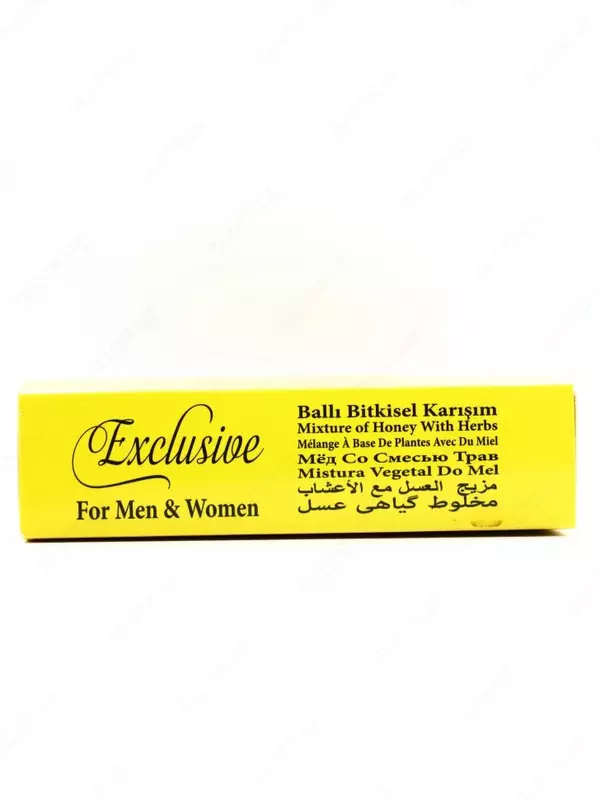 Exclusive
For Men & Women
Ballı Bitkisel Karışım
Mixture of Honey With Herbs
Mélange À Base De Plantes Avec Du Miel
Мёд Со Смесью Трав
Mistura Vegetal Do Mel
مزيج العسل مع الأعشاب
مخلوط گیاهی عسل